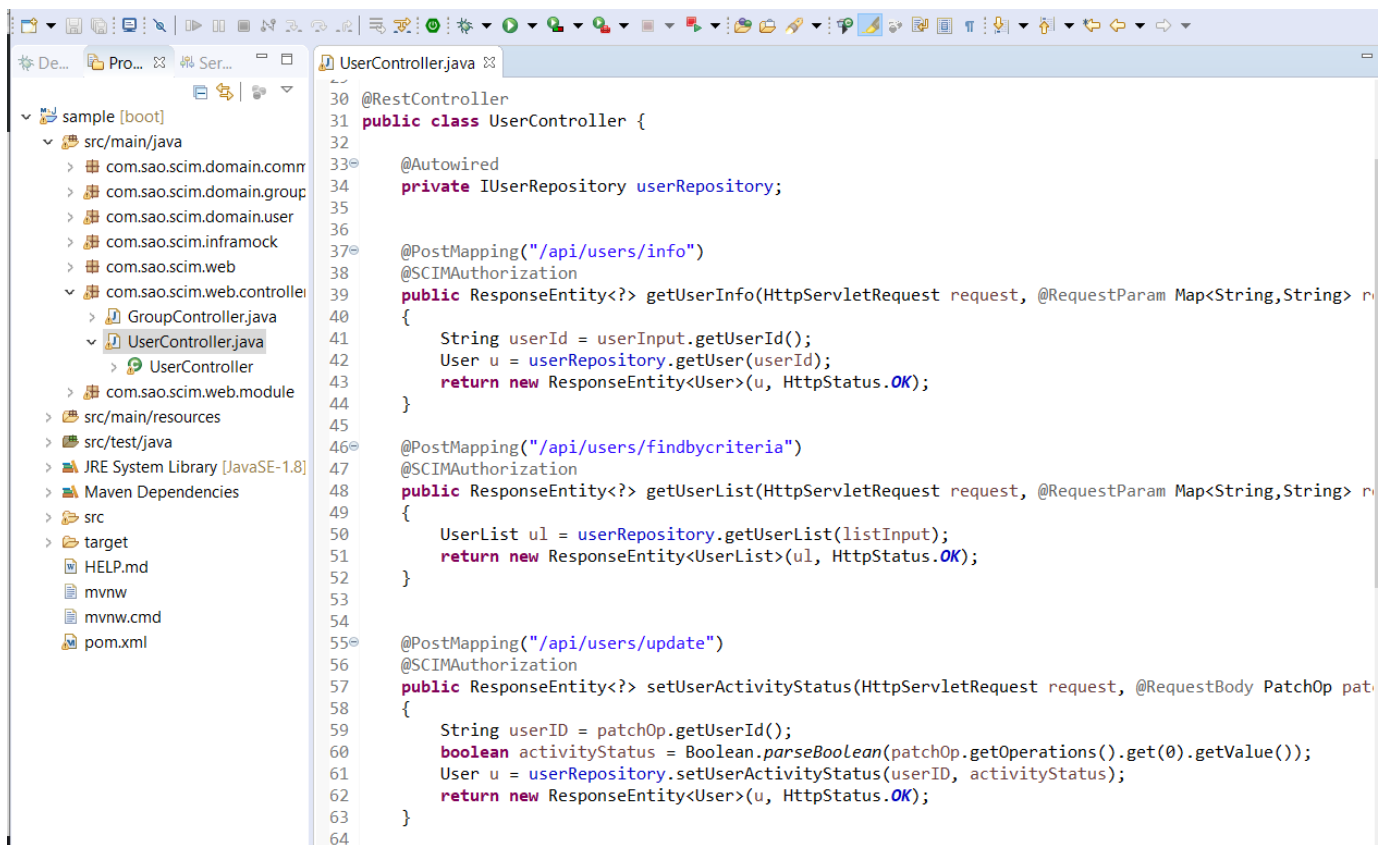 De... Pro... Ser...
sample [boot]
src/main/java
com.sao.scim.domain.comm
com.sao.scim.domain.group
com.sao.scim.domain.user
com.sao.scim.inframock
com.sao.scim.web
com.sao.scim.web.controller
GroupController.java
UserController.java
UserController
com.sao.scim.web.module
src/main/resources
src/test/java
JRE System Library [JavaSE-1.8]
Maven Dependencies
src
target
HELP.md
mvnw
mvnw.cmd
pom.xml
UserController.java
30 @RestController
31 public class UserController {
32
33 @Autowired
34 private IUserRepository userRepository;
35
36
37 @PostMapping("/api/users/info")
38 @SCIMAuthorization
39 public ResponseEntity<?> getUserInfo(HttpServletRequest request, @RequestParam Map<String,String> r
40 {
41 String userId = userInput.getUserId();
42 User u = userRepository.getUser(userId);
43 return new ResponseEntity<User>(u, HttpStatus.OK);
44 }
45
46 @PostMapping("/api/users/findbycriteria")
47 @SCIMAuthorization
48 public ResponseEntity<?> getUserList(HttpServletRequest request, @RequestParam Map<String,String> r
49 {
50 UserList ul = userRepository.getUserList(listInput);
51 return new ResponseEntity<UserList>(ul, HttpStatus.OK);
52 }
53
54
55 @PostMapping("/api/users/update")
56 @SCIMAuthorization
57 public ResponseEntity<?> setUserActivityStatus(HttpServletRequest request, @RequestBody PatchOp pat
58 {
59 String userID = patchOp.getUserId();
60 boolean activityStatus = Boolean.parseBoolean(patchOp.getOperations().get(0).getValue());
61 User u = userRepository.setUserActivityStatus(userID, activityStatus);
62 return new ResponseEntity<User>(u, HttpStatus.OK);
63 }
64